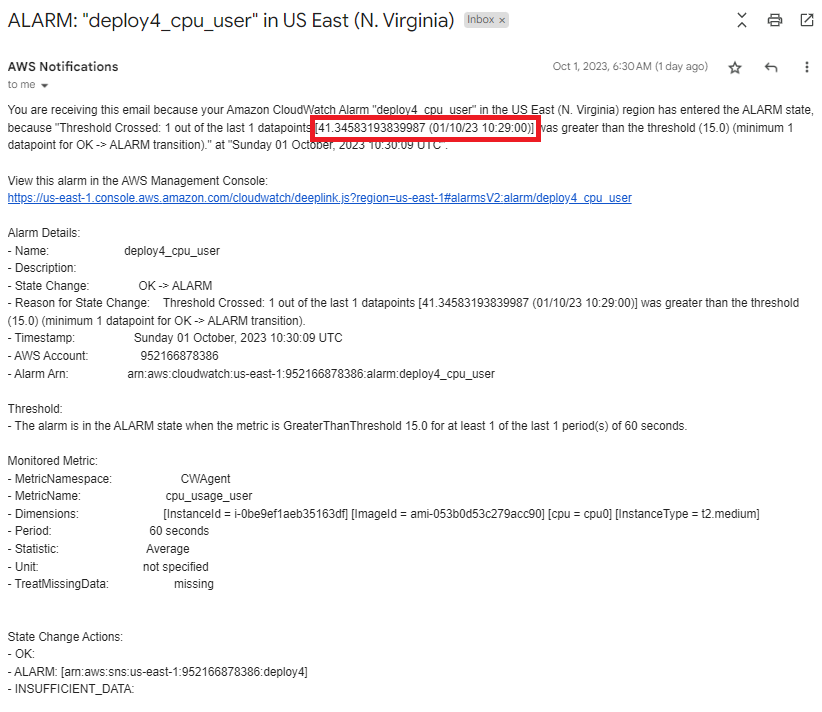 ALARM: "deploy4_cpu_user" in US East (N. Virginia) Inbox ×
AWS Notifications Oct 1, 2023, 6:30 AM (1 day ago)
to me
You are receiving this email because your Amazon CloudWatch Alarm "deploy4_cpu_user" in the US East (N. Virginia) region has entered the ALARM state,
because "Threshold Crossed: 1 out of the last 1 datapoints [41.34583193839987 (01/10/23 10:29:00)] was greater than the threshold (15.0) (minimum 1
datapoint for OK -> ALARM transition)." at "Sunday 01 October, 2023 10:30:09 UTC".
View this alarm in the AWS Management Console:
https://us-east-1.console.aws.amazon.com/cloudwatch/deeplink.js?region=us-east-1#alarmsV2:alarm/deploy4_cpu_user
Alarm Details:
- Name: deploy4_cpu_user
- Description:
- State Change: OK -> ALARM
- Reason for State Change: Threshold Crossed: 1 out of the last 1 datapoints [41.34583193839987 (01/10/23 10:29:00)] was greater than the threshold
(15.0) (minimum 1 datapoint for OK -> ALARM transition).
- Timestamp: Sunday 01 October, 2023 10:30:09 UTC
- AWS Account: 952166878386
- Alarm Arn: arn:aws:cloudwatch:us-east-1:952166878386:alarm:deploy4_cpu_user
Threshold:
- The alarm is in the ALARM state when the metric is GreaterThanThreshold 15.0 for at least 1 of the last 1 period(s) of 60 seconds.
Monitored Metric:
- MetricNamespace: CWAgent
- MetricName: cpu_usage_user
- Dimensions: [InstanceId = i-0be9ef1aeb35163df] [ImageId = ami-053b0d53c279acc90] [cpu = cpu0] [InstanceType = t2.medium]
- Period: 60 seconds
- Statistic: Average
- Unit: not specified
- TreatMissingData: missing
State Change Actions:
- OK:
- ALARM: [arn:aws:sns:us-east-1:952166878386:deploy4]
- INSUFFICIENT_DATA: